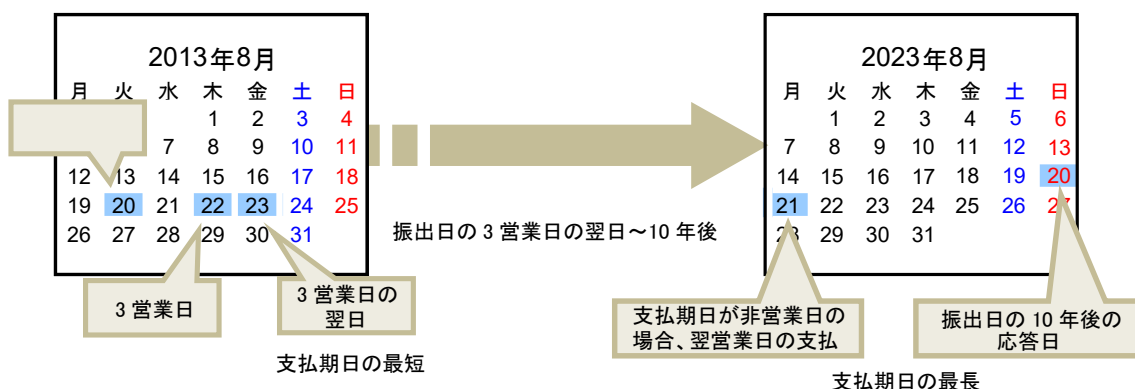 2013年8月
月 火 水 木 金 土 日
1 2 3 4
7 8 9 10 11
12 13 14 15 16 17 18
19 20 21 22 23 24 25
26 27 28 29 30 31
3 営業日
3 営業日の
翌日
支払期日の最短
振出日の 3 営業日の翌日～10 年後
2023年8月
月 火 水 木 金 土 日
1 2 3 4 5 6
7 8 9 10 11 12 13
14 15 16 17 18 19 20
21 22 23 24 25 26 27
28 29 30 31
支払期日が非営業日の
場合、翌営業日の支払
振出日の 10 年後の
応答日
支払期日の最長